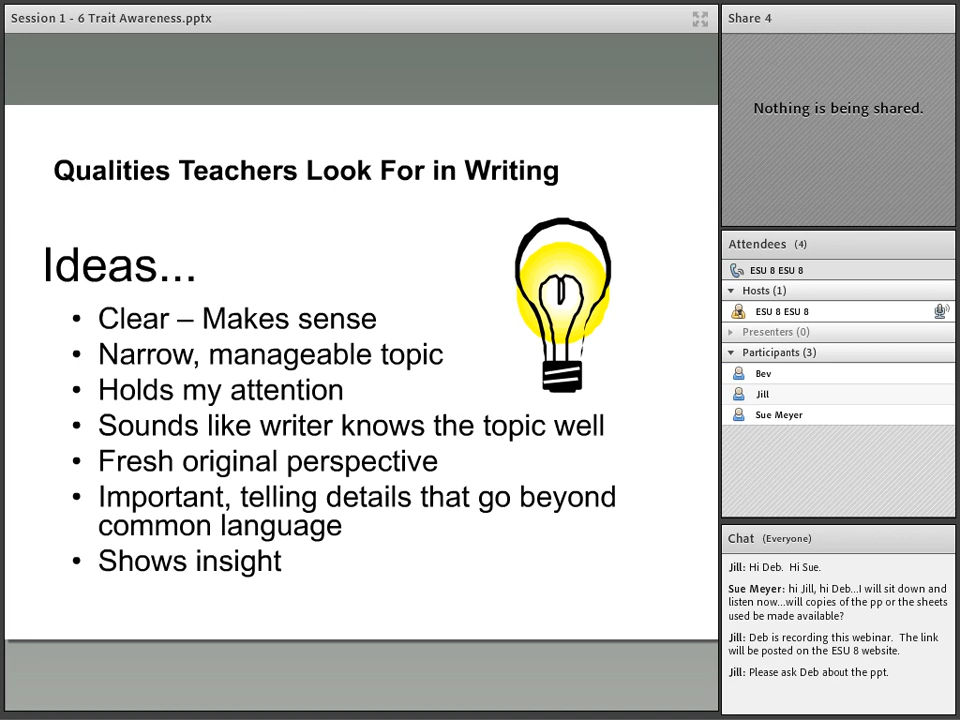 Session 1 - 6 Trait Awareness.pptx
Qualities Teachers Look For in Writing
Ideas...
• Clear – Makes sense
• Narrow, manageable topic
• Holds my attention
• Sounds like writer knows the topic well
• Fresh original perspective
• Important, telling details that go beyond
common language
• Shows insight
Share 4
Nothing is being shared.
Attendees (4)
ESU 8 ESU 8
Hosts (1)
ESU 8 ESU 8
Presenters (0)
Participants (3)
Bev
Jill
Sue Meyer
Chat (Everyone)
Jill: Hi Deb. Hi Sue.
Sue Meyer: hi Jill, hi Deb...I will sit down and
listen now...will copies of the pp or the sheets
used be made available?
Jill: Deb is recording this webinar. The link
will be posted on the ESU 8 website.
Jill: Please ask Deb about the ppt.